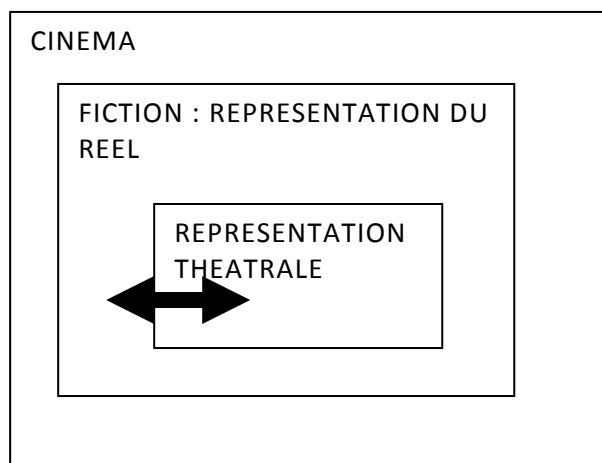 CINEMA
FICTION : REPRESENTATION DU
REEL
REPRESENTATION
THEATRALE